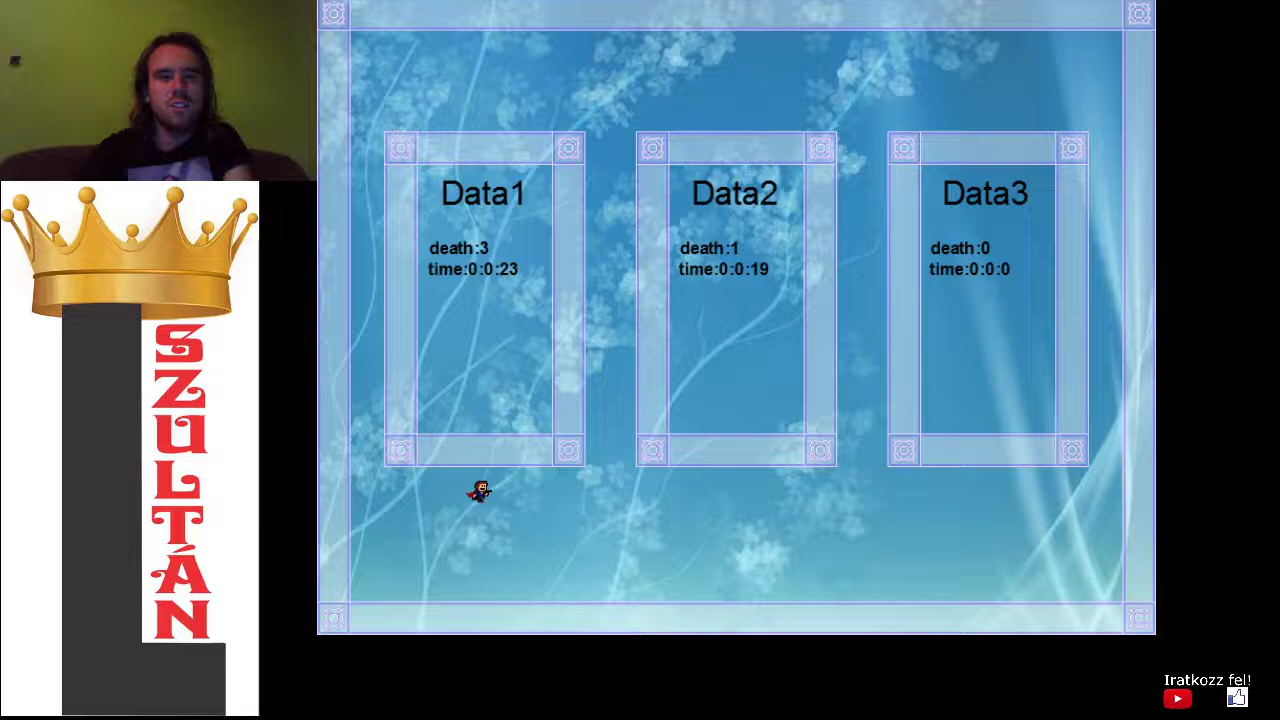 Data1
death:3
time:0:0:23
Data2
death:1
time:0:0:19
Data3
death:0
time:0:0:0
L
SZULTÁN
Iratkozz fel!